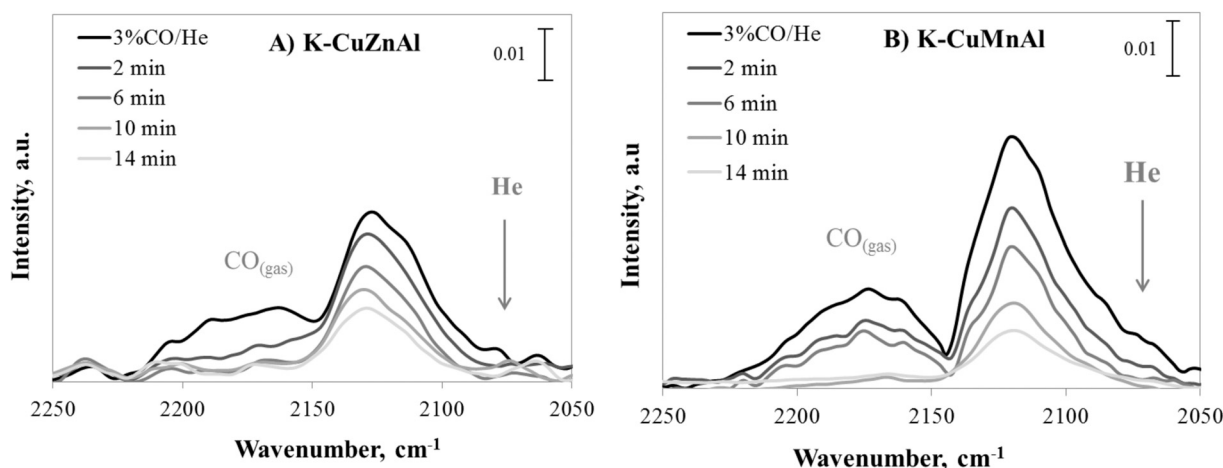 A) K-CuZnAl
3%CO/He
2 min
6 min
10 min
14 min
0.01
He
CO(gas)
Intensity, a.u.
2250 2200 2150 2100 2050
Wavenumber, cm-1
B) K-CuMnAl
3%CO/He
2 min
6 min
10 min
14 min
0.01
He
CO(gas)
Intensity, a.u
2250 2200 2150 2100 2050
Wavenumber, cm-1